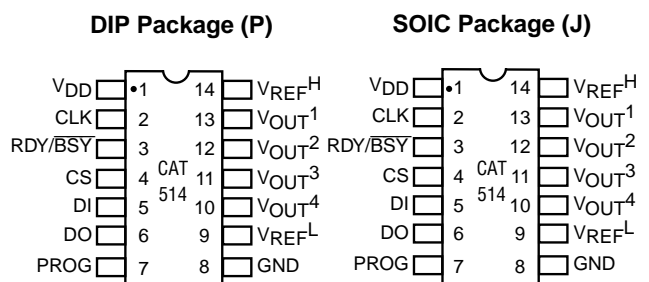 DIP Package (P)
SOIC Package (J)
VDD 1 14 VREFH
CLK 2 13 VOUT1
RDY/BSY 3 12 VOUT2
CS 4 CAT 11 VOUT3
DI 5 514 10 VOUT4
DO 6 9 VREFL
PROG 7 8 GND
VDD 1 14 VREFH
CLK 2 13 VOUT1
RDY/BSY 3 12 VOUT2
CS 4 CAT 11 VOUT3
DI 5 514 10 VOUT4
DO 6 9 VREFL
PROG 7 8 GND